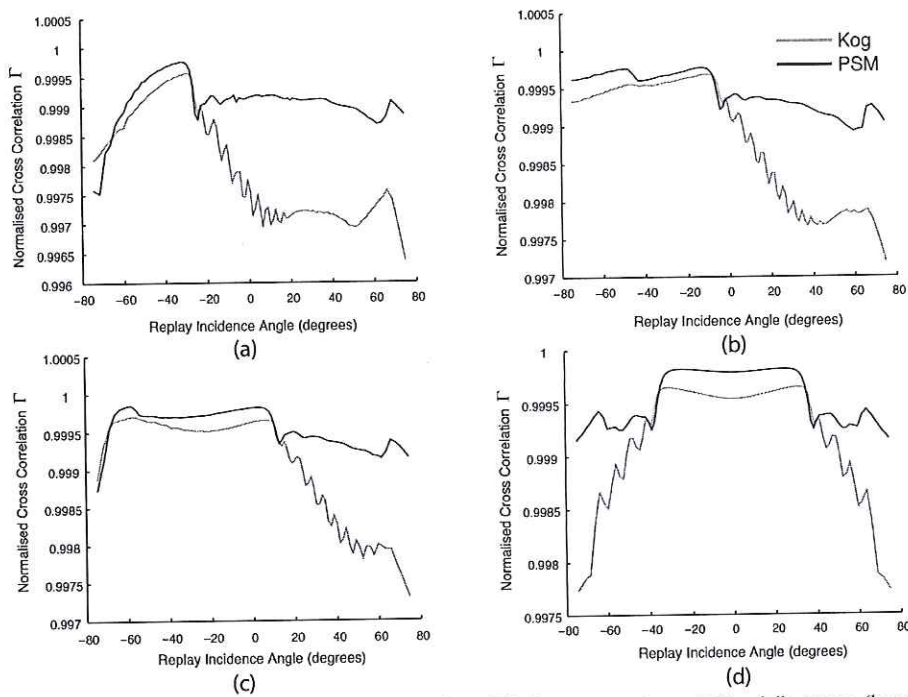 1.0005
1
0.9995
0.999
0.9985
0.998
0.9975
0.997
0.9965
0.996
Normalised Cross Correlation Γ
−80 −60 −40 −20 0 20 40 60 80
Replay Incidence Angle (degrees)
(a)
1.0005
1
0.9995
0.999
0.9985
0.998
0.9975
0.997
Normalised Cross Correlation Γ
Kog
PSM
−80 −60 −40 −20 0 20 40 60 80
Replay Incidence Angle (degrees)
(b)
1.0005
1
0.9995
0.999
0.9985
0.998
0.9975
0.997
Normalised Cross Correlation Γ
−80 −60 −40 −20 0 20 40 60 80
Replay Incidence Angle (degrees)
(c)
1
0.9995
0.999
0.9985
0.998
0.9975
Normalised Cross Correlation Γ
−80 −60 −40 −20 0 20 40 60 80
Replay Incidence Angle (degrees)
(d)